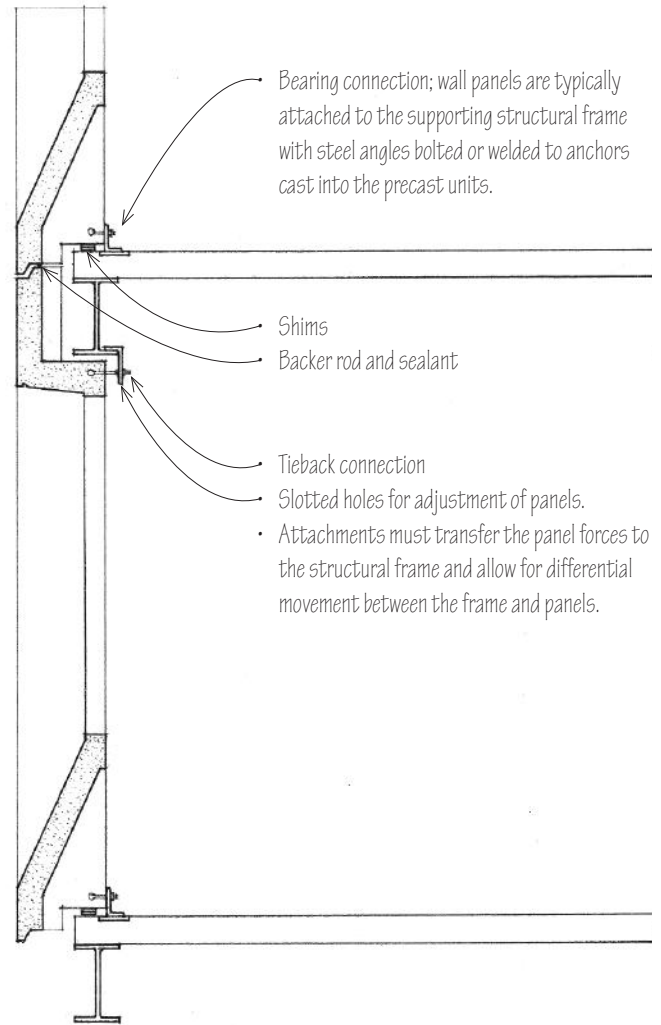 • Bearing connection; wall panels are typically
attached to the supporting structural frame
with steel angles bolted or welded to anchors
cast into the precast units.
• Shims
• Backer rod and sealant
• Tieback connection
• Slotted holes for adjustment of panels.
• Attachments must transfer the panel forces to
the structural frame and allow for differential
movement between the frame and panels.